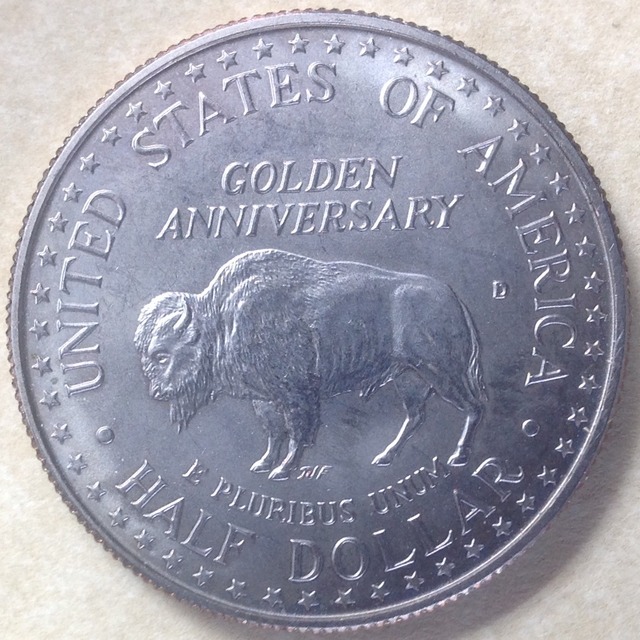 UNITED STATES OF AMERICA
GOLDEN
ANNIVERSARY
D
E PLURIBUS UNUM
HALF DOLLAR